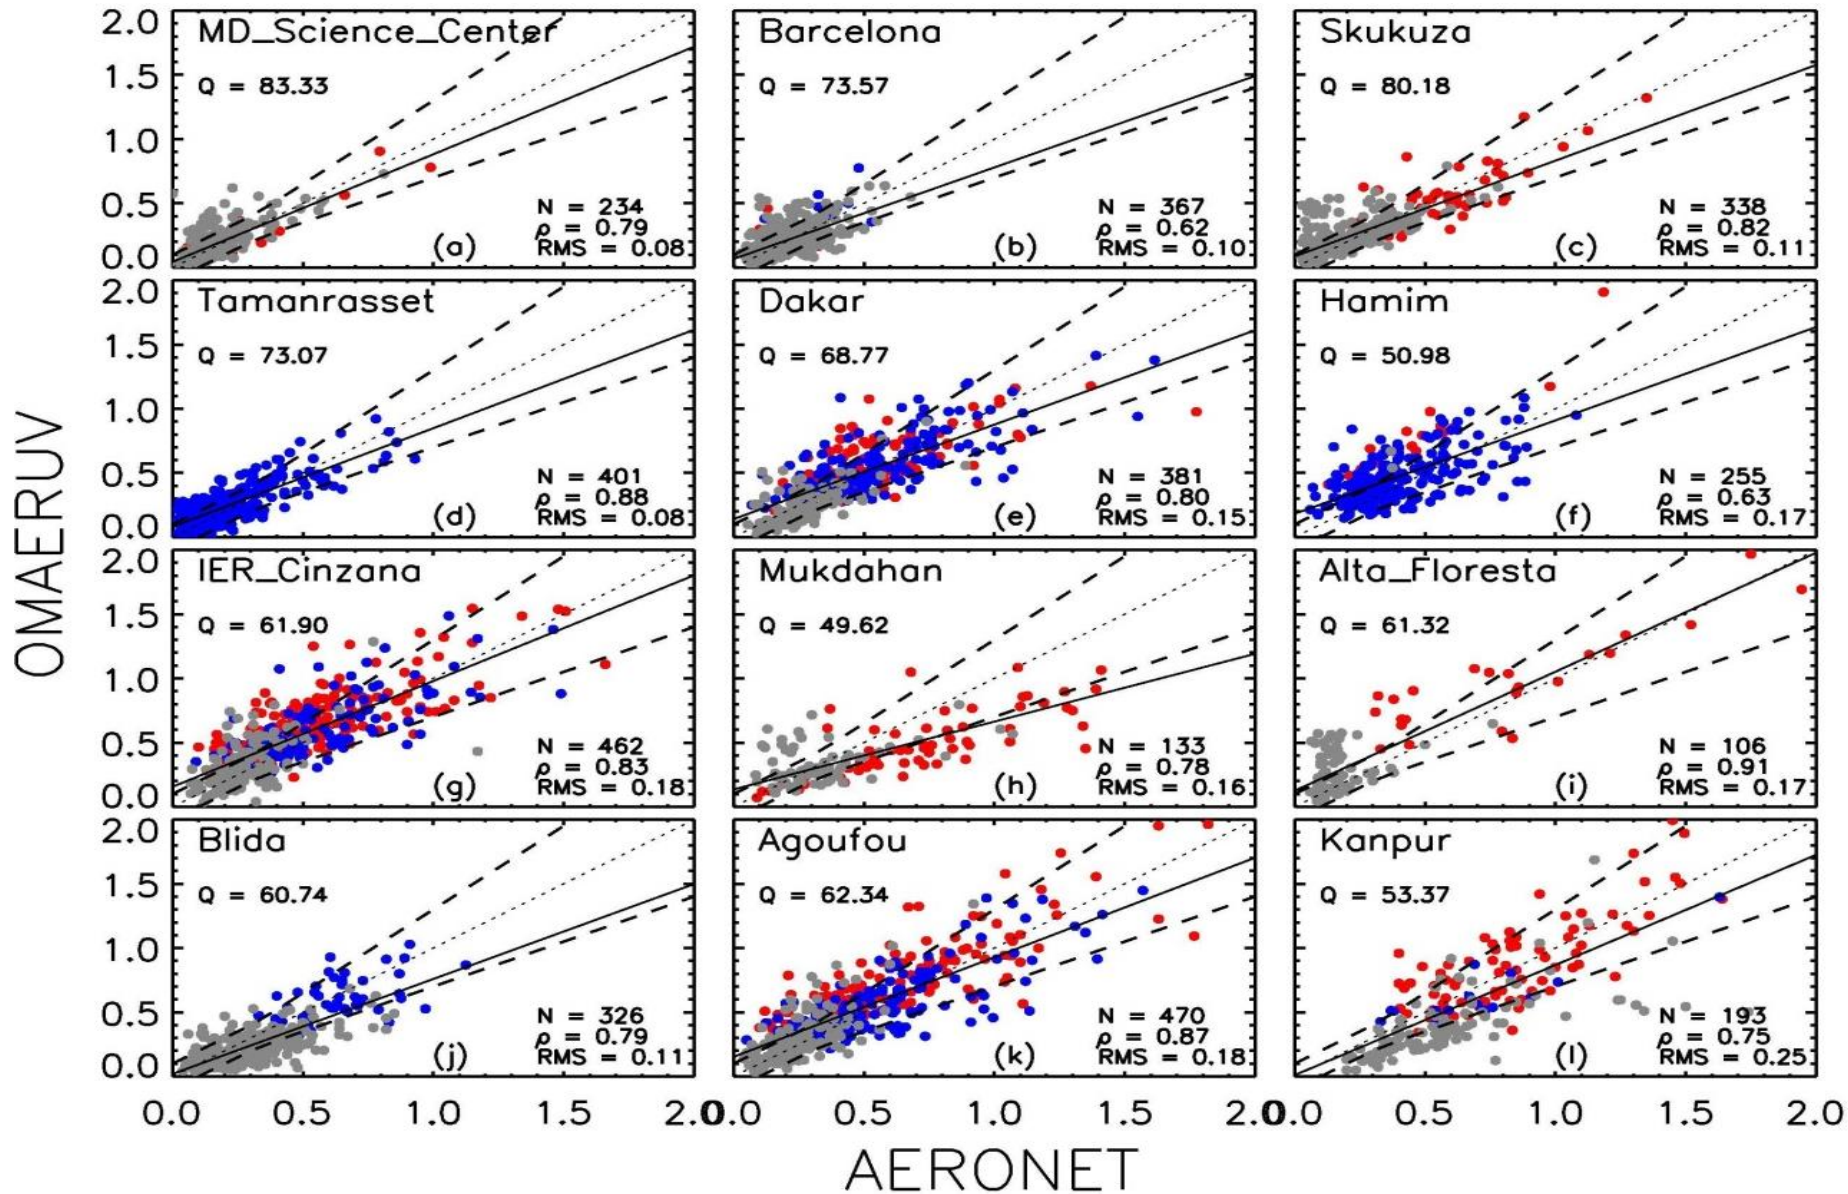 OMAERUV
2.0
1.5
1.0
0.5
0.0
MD_Science_Center
Q = 83.33
N = 234
ρ = 0.79
RMS = 0.08
(a)
Barcelona
Q = 73.57
N = 367
ρ = 0.62
RMS = 0.10
(b)
Skukuza
Q = 80.18
N = 338
ρ = 0.82
RMS = 0.11
(c)
2.0
1.5
1.0
0.5
0.0
Tamanrasset
Q = 73.07
N = 401
ρ = 0.88
RMS = 0.08
(d)
Dakar
Q = 68.77
N = 381
ρ = 0.80
RMS = 0.15
(e)
Hamim
Q = 50.98
N = 255
ρ = 0.63
RMS = 0.17
(f)
2.0
1.5
1.0
0.5
0.0
IER_Cinzana
Q = 61.90
N = 462
ρ = 0.83
RMS = 0.18
(g)
Mukdahan
Q = 49.62
N = 133
ρ = 0.78
RMS = 0.16
(h)
Alta_Floresta
Q = 61.32
N = 106
ρ = 0.91
RMS = 0.17
(i)
2.0
1.5
1.0
0.5
0.0
Blida
Q = 60.74
N = 326
ρ = 0.79
RMS = 0.11
(j)
Agoufou
Q = 62.34
N = 470
ρ = 0.87
RMS = 0.18
(k)
Kanpur
Q = 53.37
N = 193
ρ = 0.75
RMS = 0.25
(l)
0.0 0.5 1.0 1.5 2.0 0.0 0.5 1.0 1.5 2.0 0.0 0.5 1.0 1.5 2.0
AERONET